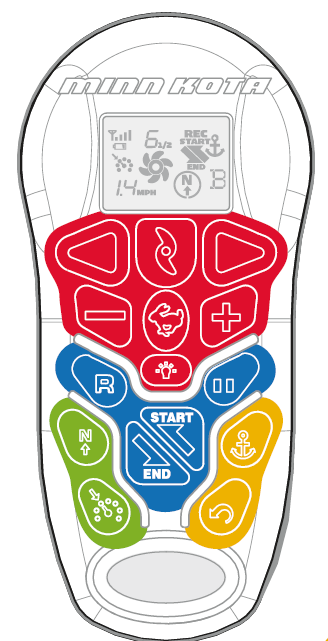 MINN KOTA
6 1/2
REC
START
END
1.4 MPH
N
B
R
START
END
N